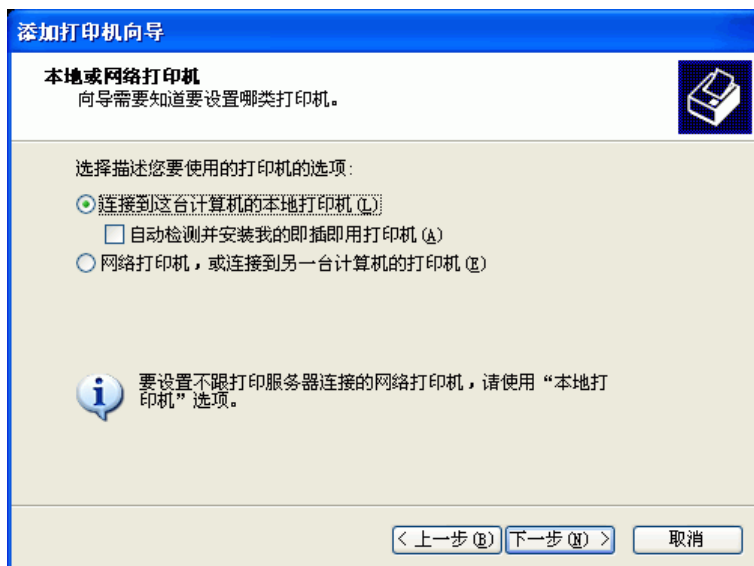 添加打印机向导
本地或网络打印机
向导需要知道要设置哪类打印机。
选择描述您要使用的打印机的选项:
连接到这台计算机的本地打印机(L)
自动检测并安装我的即插即用打印机(A)
网络打印机，或连接到另一台计算机的打印机(E)
要设置不跟打印服务器连接的网络打印机，请使用“本地打
印机”选项。
< 上一步(B) 下一步(N) > 取消